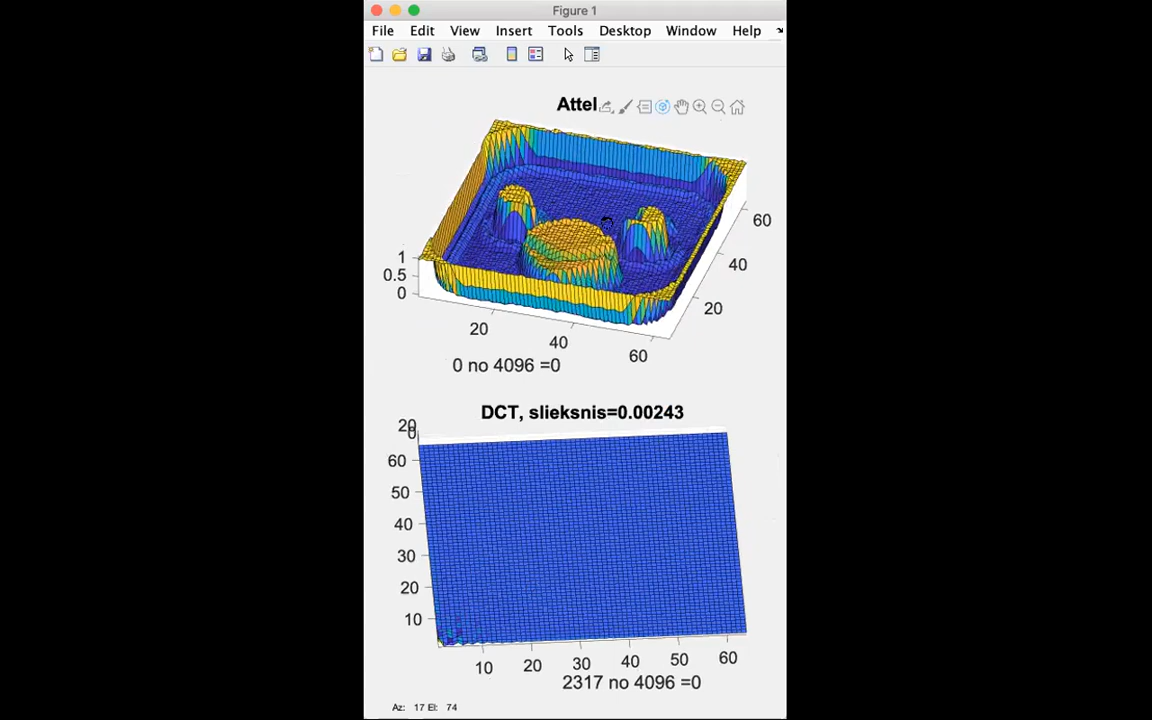 Figure 1
File Edit View Insert Tools Desktop Window Help
Attel
1
0.5
0
20
40
60
20
40
60
0 no 4096 =0
DCT, slieksnis=0.00243
20
0
60
50
40
30
20
10
10 20 30 40 50 60
2317 no 4096 =0
Az: 17 El: 74